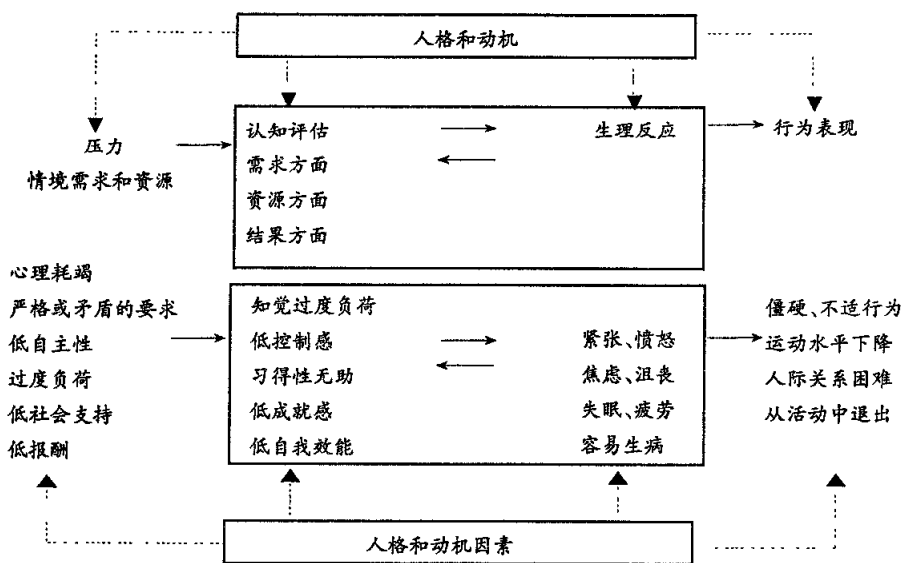 人格和动机
压力
情境需求和资源
认知评估
需求方面
资源方面
结果方面
生理反应
行为表现
心理耗竭
严格或矛盾的要求
低自主性
过度负荷
低社会支持
低报酬
知觉过度负荷
低控制感
习得性无助
低成就感
低自我效能
紧张、愤怒
焦虑、沮丧
失眠、疲劳
容易生病
僵硬、不适行为
运动水平下降
人际关系困难
从活动中退出
人格和动机因素